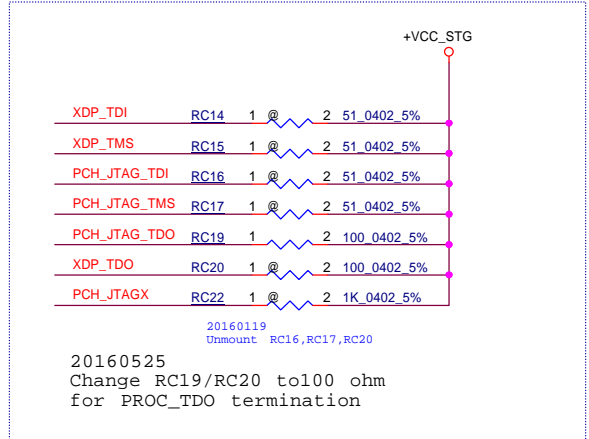 +VCC_STG
XDP_TDI RC14 1 @ 2 51_0402_5%
XDP_TMS RC15 1 @ 2 51_0402_5%
PCH_JTAG_TDI RC16 1 @ 2 51_0402_5%
PCH_JTAG_TMS RC17 1 @ 2 51_0402_5%
PCH_JTAG_TDO RC19 1 2 100_0402_5%
XDP_TDO RC20 1 @ 2 100_0402_5%
PCH_JTAGX RC22 1 @ 2 1K_0402_5%
20160119
Unmount RC16,RC17,RC20
20160525
Change RC19/RC20 to100 ohm
for PROC_TDO termination